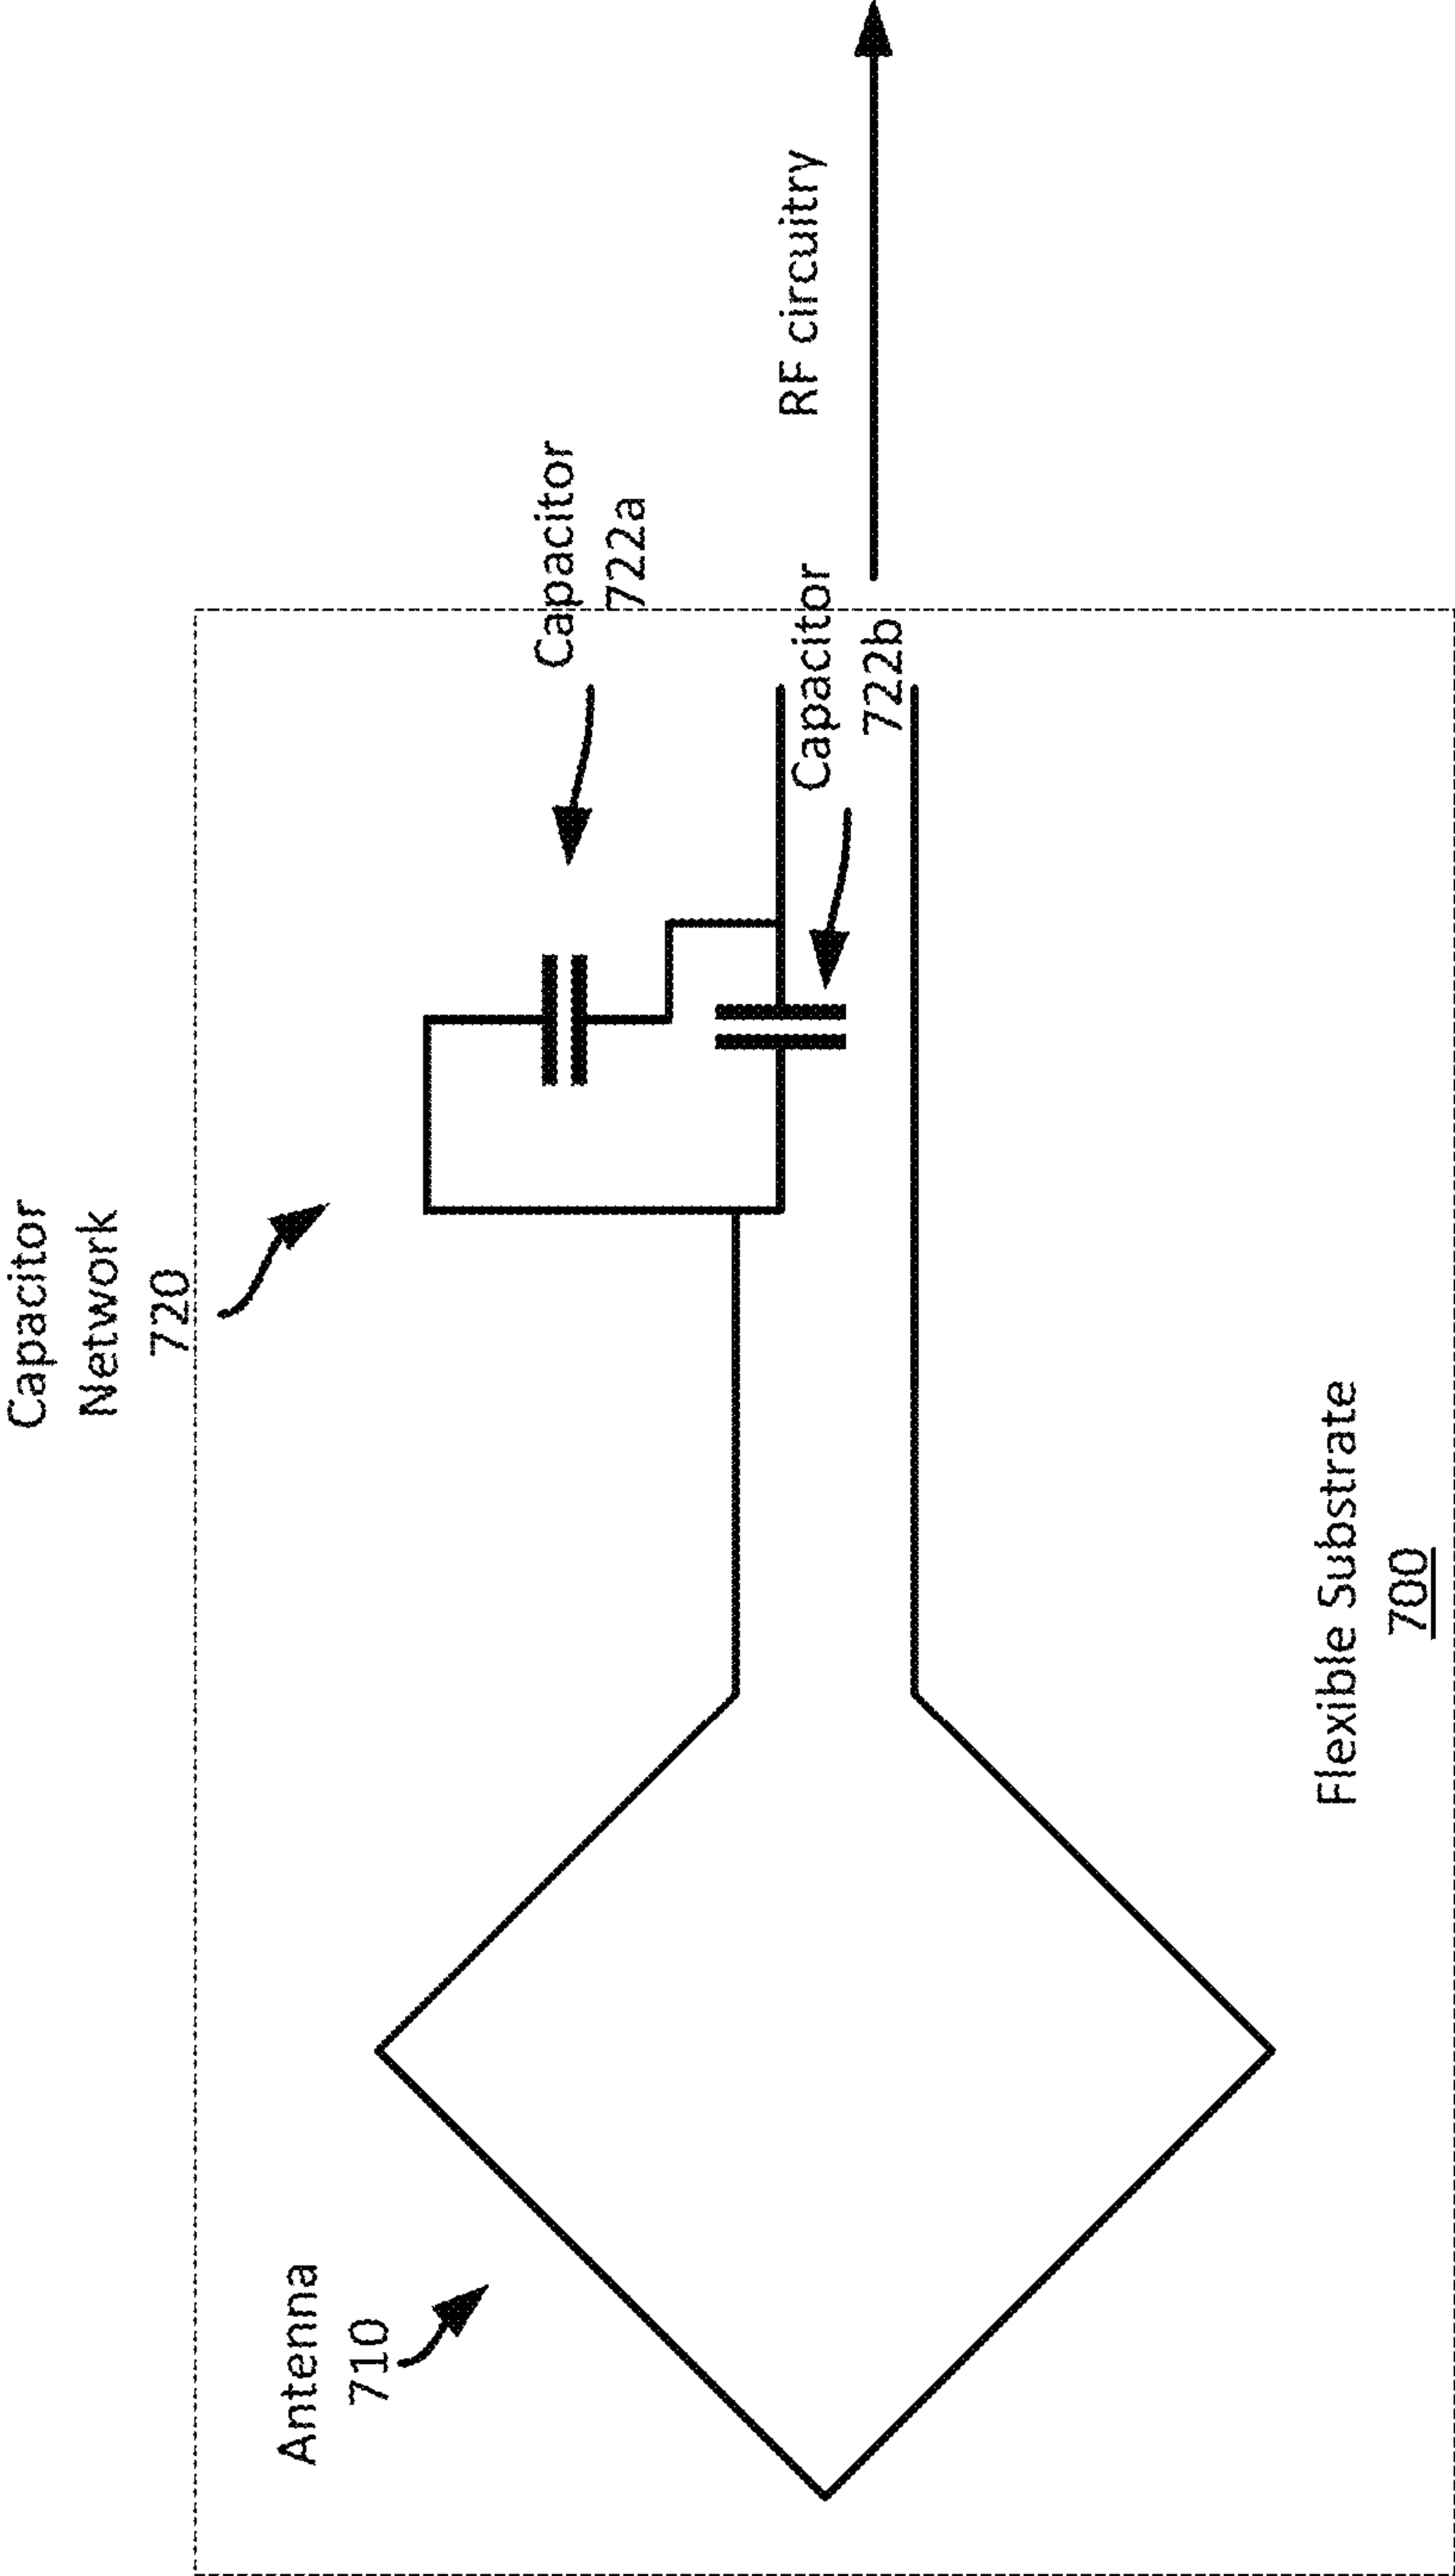 Capacitor
Network
720
Antenna
710
Capacitor
722a
Capacitor
722b
RF circuitry
Flexible Substrate
700